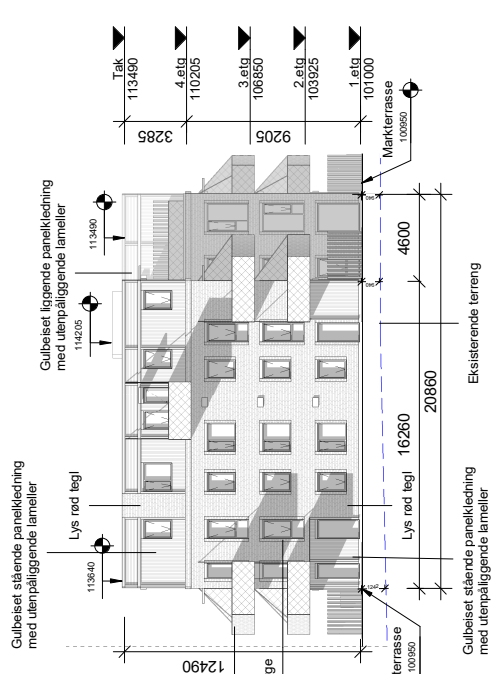 Gulbeiset stående panelkledning
med utenpåliggende lameller
Lys rød tegl
Gulbeiset liggende panelkledning
med utenpåliggende lameller
113640
114205
113490
Tak
113490
4.etg
110205
3.etg
106850
2.etg
103925
1.etg
101000
3285
9205
12490
Markterrasse
100950
4600
16260
20860
Eksisterende terreng
Lys rød tegl
Gulbeiset stående panelkledning
med utenpåliggende lameller
terrasse
100950
ge